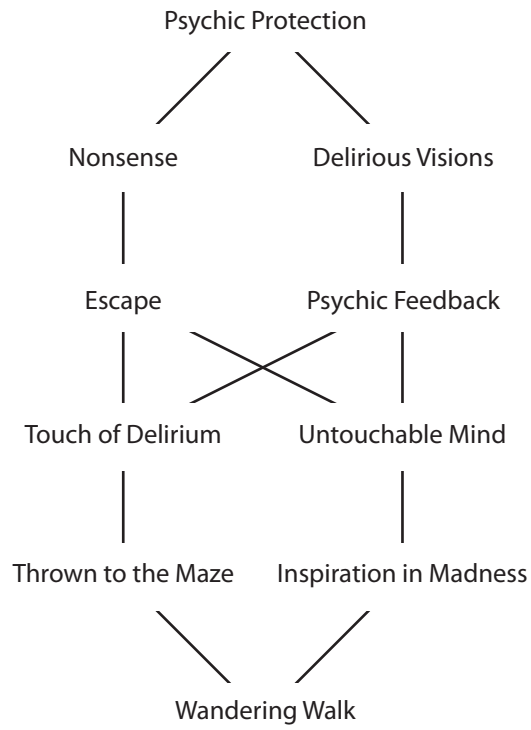 Psychic Protection
Nonsense
Delirious Visions
Escape
Psychic Feedback
Touch of Delirium
Untouchable Mind
Thrown to the Maze
Inspiration in Madness
Wandering Walk